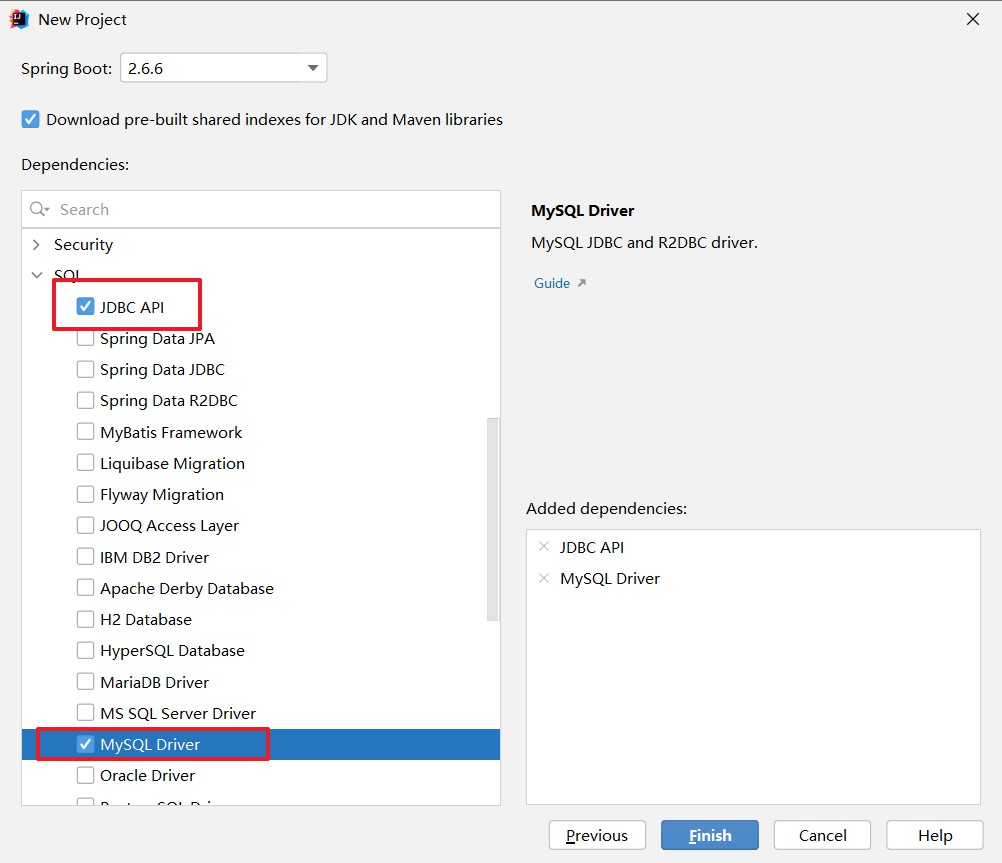 New Project
Spring Boot: 2.6.6
Download pre-built shared indexes for JDK and Maven libraries
Dependencies:
Search
Security
SQL
JDBC API
Spring Data JPA
Spring Data JDBC
Spring Data R2DBC
MyBatis Framework
Liquibase Migration
Flyway Migration
JOOQ Access Layer
IBM DB2 Driver
Apache Derby Database
H2 Database
HyperSQL Database
MariaDB Driver
MS SQL Server Driver
MySQL Driver
Oracle Driver
MySQL Driver
MySQL JDBC and R2DBC driver.
Guide
Added dependencies:
JDBC API
MySQL Driver
Previous Finish Cancel Help